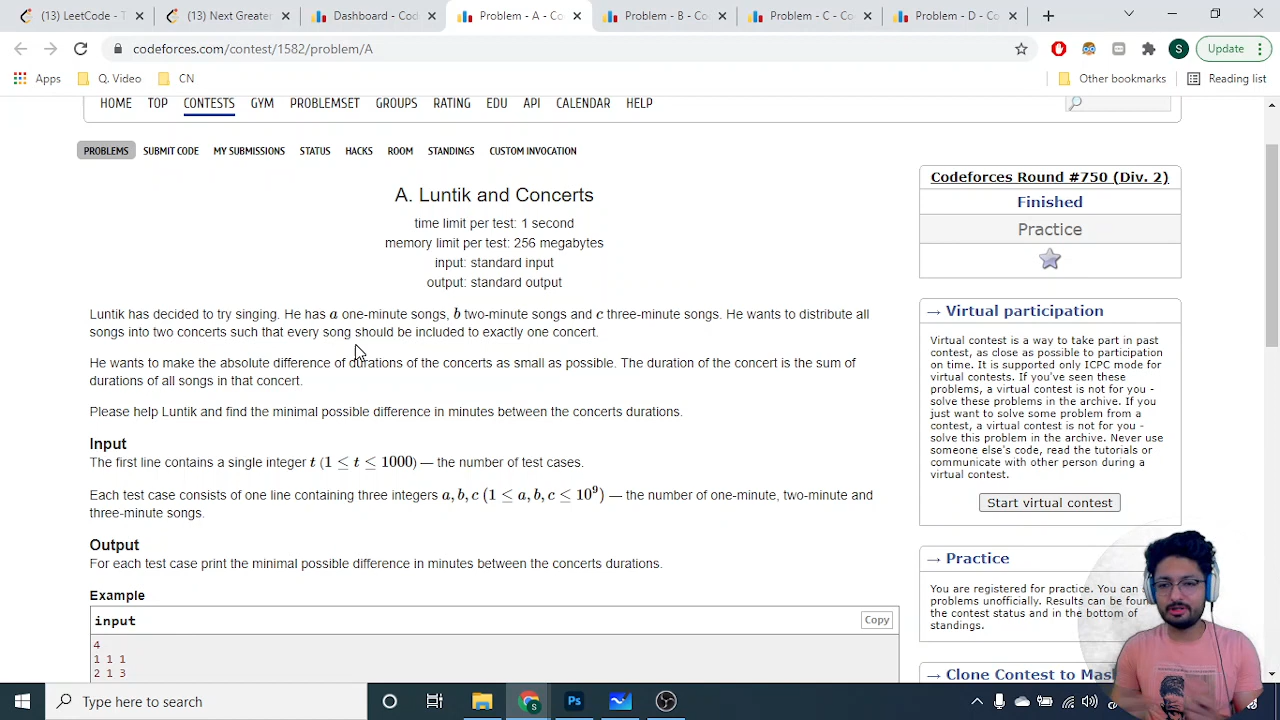 (13) LeetCode - T
(13) Next Greater
Dashboard - Cod
Problem - A - Co
Problem - B - Co
Problem - C - Co
Problem - D - Co
codeforces.com/contest/1582/problem/A
S
Update
Apps
Q. Video
CN
Other bookmarks
Reading list
HOME TOP CONTESTS GYM PROBLEMSET GROUPS RATING EDU API CALENDAR HELP
PROBLEMS SUBMIT CODE MY SUBMISSIONS STATUS HACKS ROOM STANDINGS CUSTOM INVOCATION
A. Luntik and Concerts
time limit per test: 1 second
memory limit per test: 256 megabytes
input: standard input
output: standard output
Luntik has decided to try singing. He has a one-minute songs, b two-minute songs and c three-minute songs. He wants to distribute all
songs into two concerts such that every song should be included to exactly one concert.
He wants to make the absolute difference of durations of the concerts as small as possible. The duration of the concert is the sum of
durations of all songs in that concert.
Please help Luntik and find the minimal possible difference in minutes between the concerts durations.
Input
The first line contains a single integer t (1 ≤ t ≤ 1000) — the number of test cases.
Each test case consists of one line containing three integers a, b, c (1 ≤ a, b, c ≤ 10⁹) — the number of one-minute, two-minute and
three-minute songs.
Output
For each test case print the minimal possible difference in minutes between the concerts durations.
Example
input
Copy
4
1 1 1
2 1 3
Codeforces Round #750 (Div. 2)
Finished
Practice
→ Virtual participation
Virtual contest is a way to take part in past
contest, as close as possible to participation
on time. It is supported only ICPC mode for
virtual contests. If you've seen these
problems, a virtual contest is not for you -
solve these problems in the archive. If you
just want to solve some problem from a
contest, a virtual contest is not for you -
solve this problem in the archive. Never use
someone else's code, read the tutorials or
communicate with other person during a
virtual contest.
Start virtual contest
→ Practice
You are registered for practice. You can s
problems unofficially. Results can be foun
the contest status and in the bottom of
standings.
→ Clone Contest to Mas
Type here to search